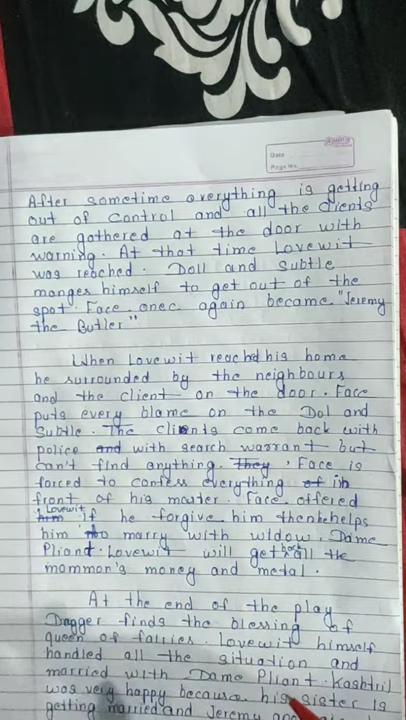 Date
Page No.
After sometime everything is getting
out of control and all the clients
are gathered at the door with
warning. At that time Lovewit
was reached. Doll and Subtle
manges himself to get out of the
spot. Face onec again became "Jeremy
the Butler"
When Lovewit reached his home
he surrounded by the neighbours
and the client on the door. Face
puts every blame on the Dol and
Subtle. The clients come back with
police and with search warrant but
can't find anything. They, Face is
forced to confess everything of in
front of his master. Face offered
Lovewit if he forgive him then he helps
him to marry with widow. Dame
Pliant. Lovewit will get back all the
mommon's money and metal.
At the end of the play
Dagger finds the blessing of
queen of fairies. Lovewit himself
handled all the situation and
married with Dame Pliant. Kashtril
was very happy because his sister is
getting married and Jeremy